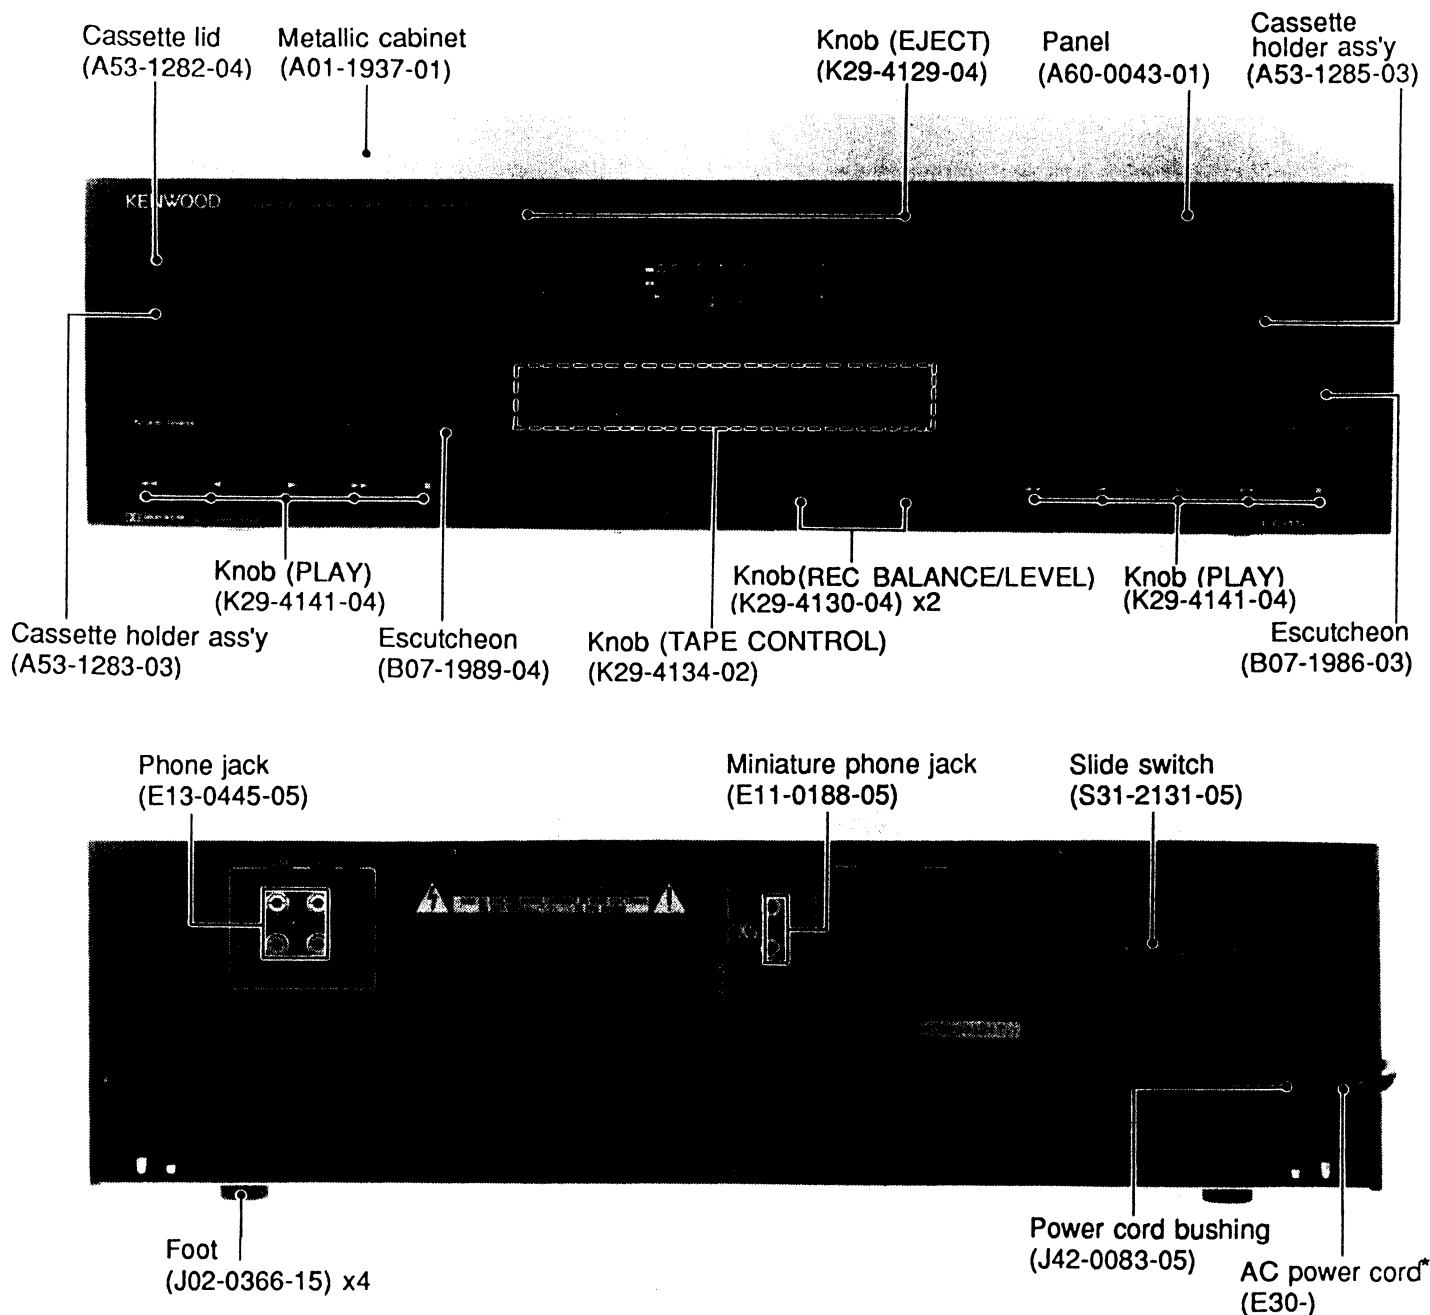 Cassette lid
(A53-1282-04)
Metallic cabinet
(A01-1937-01)
Knob (EJECT)
(K29-4129-04)
Panel
(A60-0043-01)
Cassette
holder ass'y
(A53-1285-03)
KENWOOD
Knob (PLAY)
(K29-4141-04)
Knob(REC BALANCE/LEVEL)
(K29-4130-04) x2
Knob (PLAY)
(K29-4141-04)
Cassette holder ass'y
(A53-1283-03)
Escutcheon
(B07-1989-04)
Knob (TAPE CONTROL)
(K29-4134-02)
Escutcheon
(B07-1986-03)
Phone jack
(E13-0445-05)
Miniature phone jack
(E11-0188-05)
Slide switch
(S31-2131-05)
Foot
(J02-0366-15) x4
Power cord bushing
(J42-0083-05)
AC power cord*
(E30-)